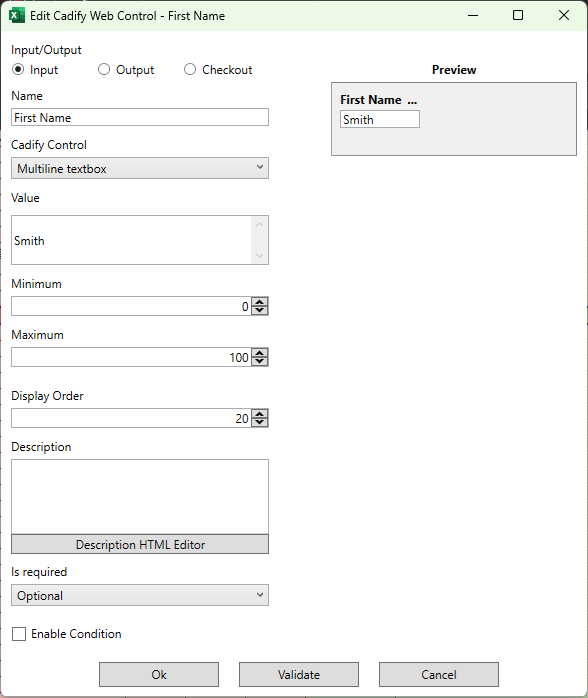 Edit Cadify Web Control - First Name
Input/Output
Input Output Checkout
Preview
Name
First Name
First Name ...
Smith
Cadify Control
Multiline textbox
Value
Smith
Minimum
0
Maximum
100
Display Order
20
Description
Description HTML Editor
Is required
Optional
Enable Condition
Ok Validate Cancel